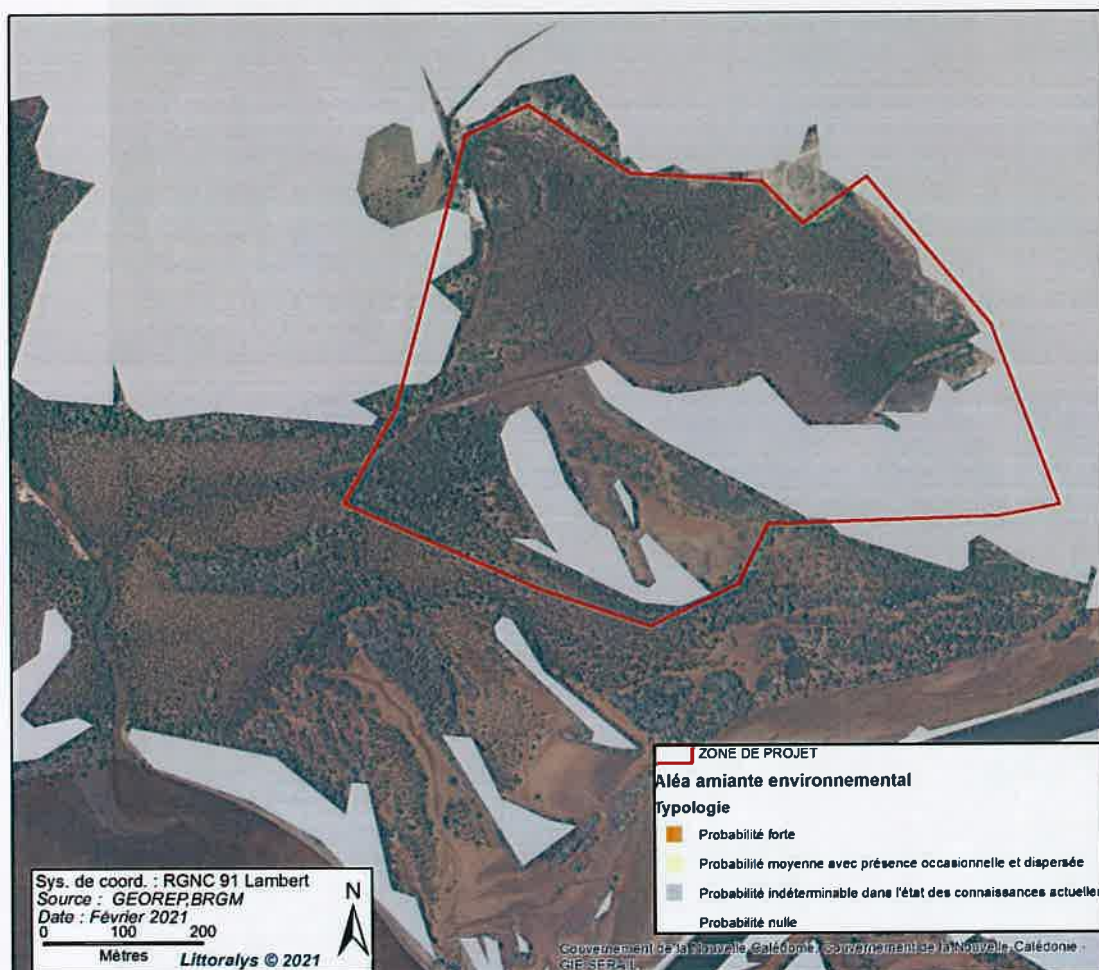 ZONE DE PROJET
Aléa amiante environnemental
Typologie
Probabilité forte
Probabilité moyenne avec présence occasionnelle et dispersée
Probabilité indéterminable dans l'état des connaissances actuelles
Probabilité nulle
Sys. de coord. : RGNC 91 Lambert
Source : GEOREP,BRGM
Date : Février 2021
N
0 100 200
Mètres
Littoralys © 2021
Gouvernement de la Nouvelle-Calédonie, Gouvernement de la Nouvelle-Calédonie -
GIE SERAIL